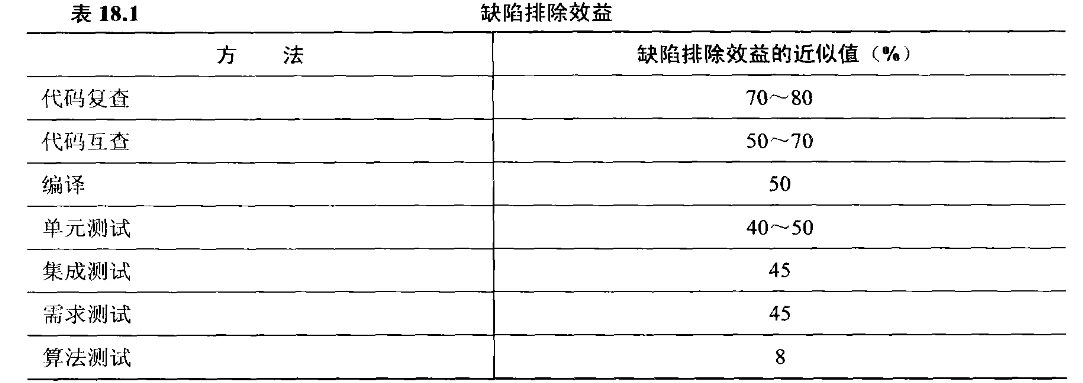 表 18.1 缺陷排除效益
方 法 缺陷排除效益的近似值（%）
代码复查 70～80
代码互查 50～70
编译 50
单元测试 40～50
集成测试 45
需求测试 45
算法测试 8